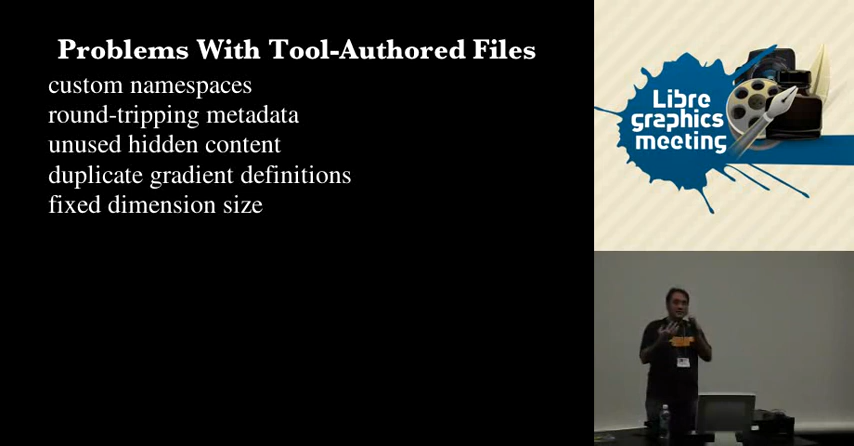 Problems With Tool-Authored Files
custom namespaces
round-tripping metadata
unused hidden content
duplicate gradient definitions
fixed dimension size
Libre
graphics
meeting